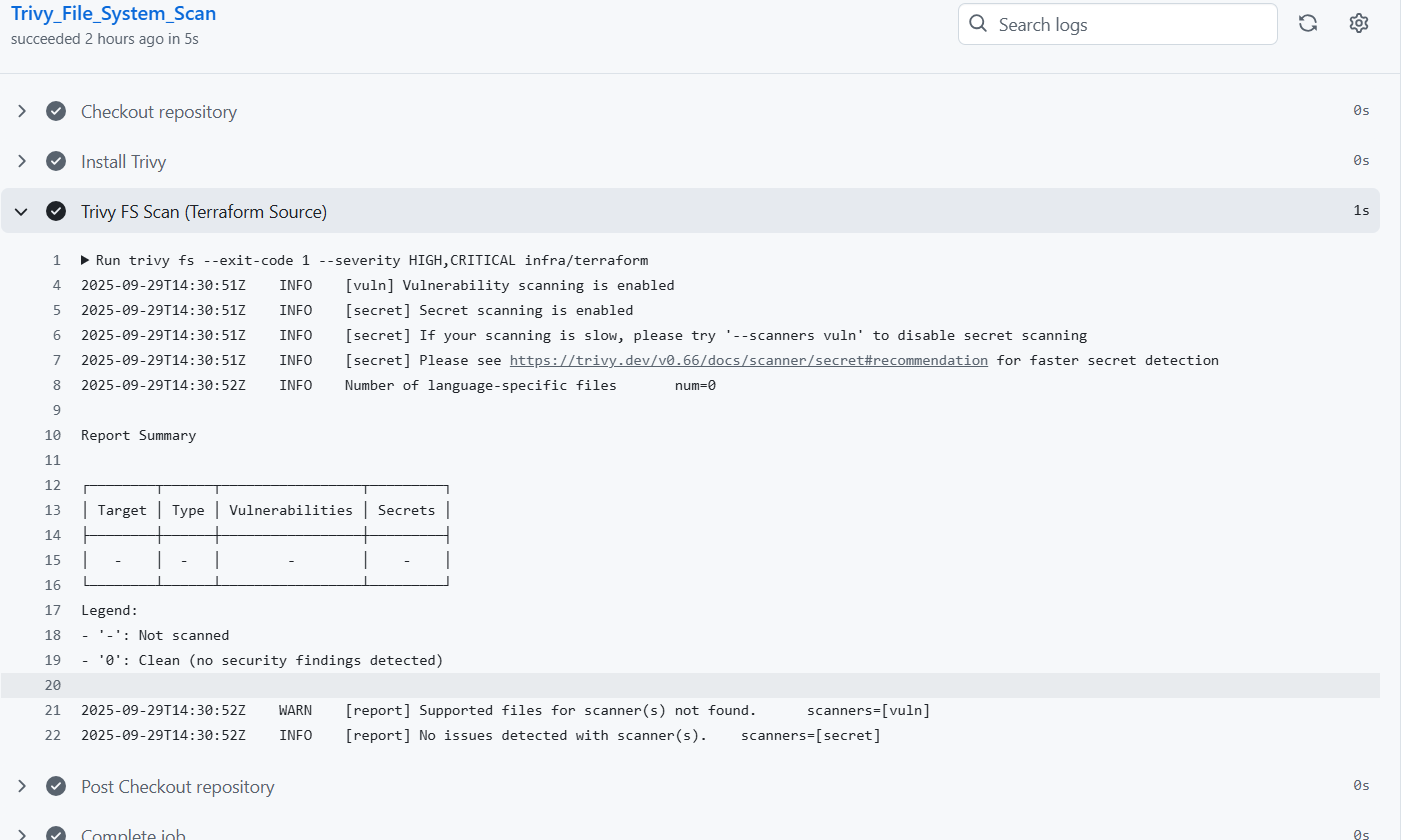 Trivy_File_System_Scan
succeeded 2 hours ago in 5s
Search logs
Checkout repository 0s
Install Trivy 0s
Trivy FS Scan (Terraform Source) 1s
1 Run trivy fs --exit-code 1 --severity HIGH,CRITICAL infra/terraform
4 2025-09-29T14:30:51Z INFO [vuln] Vulnerability scanning is enabled
5 2025-09-29T14:30:51Z INFO [secret] Secret scanning is enabled
6 2025-09-29T14:30:51Z INFO [secret] If your scanning is slow, please try '--scanners vuln' to disable secret scanning
7 2025-09-29T14:30:51Z INFO [secret] Please see https://trivy.dev/v0.66/docs/scanner/secret#recommendation for faster secret detection
8 2025-09-29T14:30:52Z INFO Number of language-specific files num=0
9
10 Report Summary
11
12 ┌────────┬──────┬─────────────────┬─────────┐
13 │ Target │ Type │ Vulnerabilities │ Secrets │
14 ├────────┼──────┼─────────────────┼─────────┤
15 │ - │ - │ - │ - │
16 └────────┴──────┴─────────────────┴─────────┘
17 Legend:
18 - '-': Not scanned
19 - '0': Clean (no security findings detected)
20
21 2025-09-29T14:30:52Z WARN [report] Supported files for scanner(s) not found. scanners=[vuln]
22 2025-09-29T14:30:52Z INFO [report] No issues detected with scanner(s). scanners=[secret]
Post Checkout repository 0s
Complete job 0s